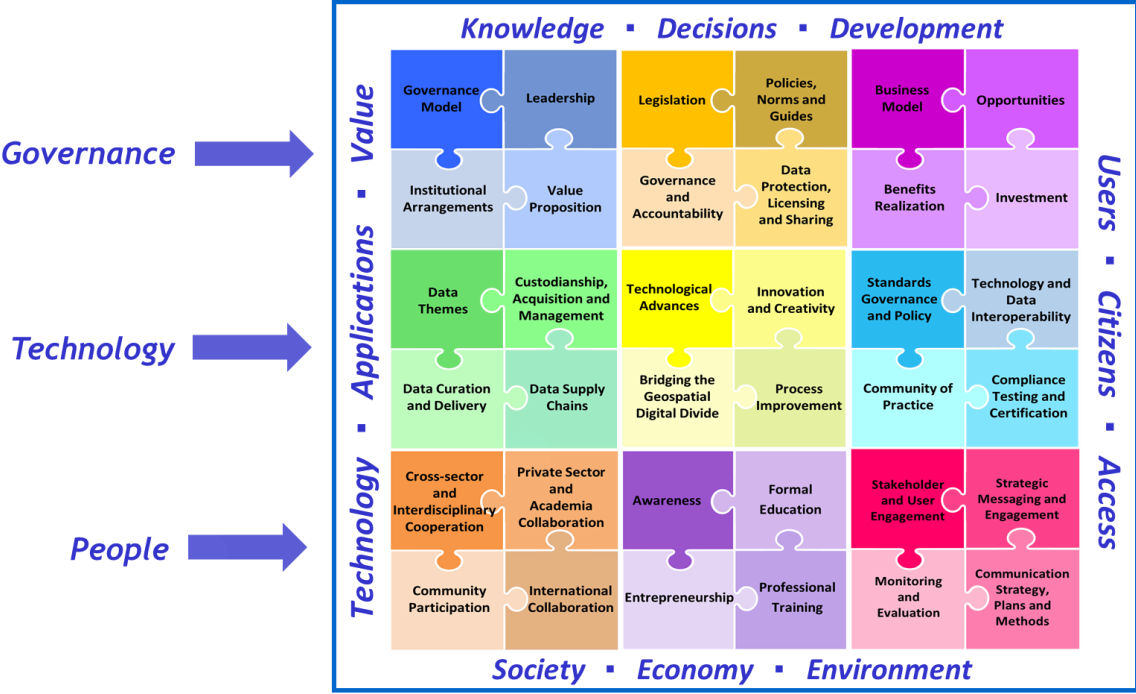 Knowledge ▪ Decisions ▪ Development
Governance
Technology
People
Value
Applications ▪ Value
Technology ▪ Applications ▪ Value
Governance
Model
Leadership
Legislation
Policies,
Norms and
Guides
Business
Model
Opportunities
Institutional
Arrangements
Value
Proposition
Governance
and
Accountability
Data
Protection,
Licensing
and Sharing
Benefits
Realization
Investment
Data
Themes
Custodianship,
Acquisition and
Management
Technological
Advances
Innovation
and Creativity
Standards
Governance
and Policy
Technology and
Data
Interoperability
Data Curation
and Delivery
Data Supply
Chains
Bridging the
Geospatial
Digital Divide
Process
Improvement
Community of
Practice
Compliance
Testing and
Certification
Cross-sector
and
Interdisciplinary
Cooperation
Private Sector
and
Academia
Collaboration
Awareness
Formal
Education
Stakeholder
and User
Engagement
Strategic
Messaging and
Engagement
Community
Participation
International
Collaboration
Entrepreneurship
Professional
Training
Monitoring
and
Evaluation
Communication
Strategy,
Plans and
Methods
Users ▪ Citizens ▪ Access
Society ▪ Economy ▪ Environment